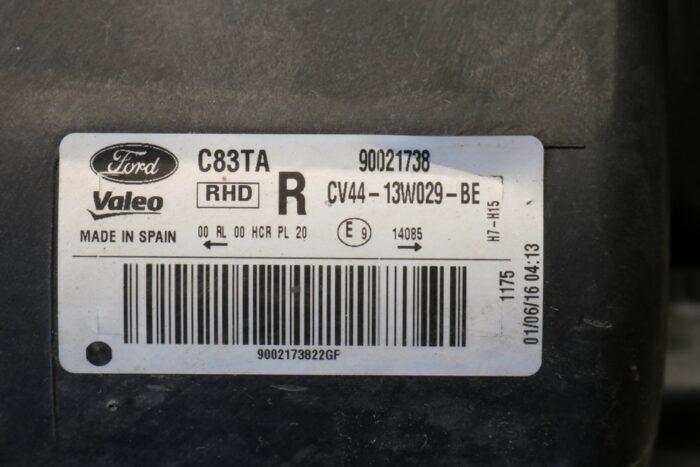 Ford C83TA 90021738
Valeo RHD R CV44-13W029-BE
MADE IN SPAIN 00 RL 00 HCR PL 20 E 9 14085
H7-H15
9002173822GF
1175
01/06/16 04:13